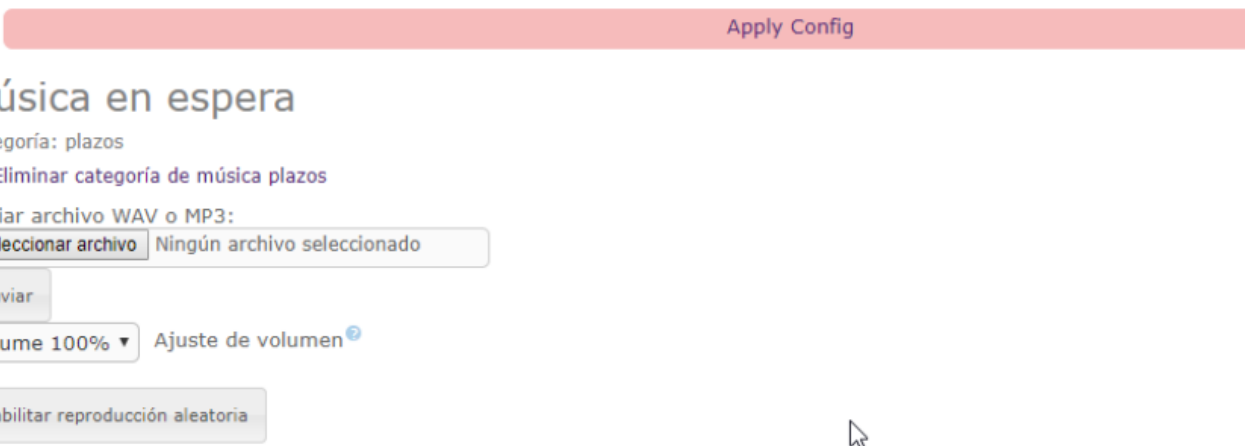 Apply Config
úsica en espera
egoría: plazos
Eliminar categoría de música plazos
iar archivo WAV o MP3:
leccionar archivo Ningún archivo seleccionado
viar
ume 100% Ajuste de volumen
bilitar reproducción aleatoria